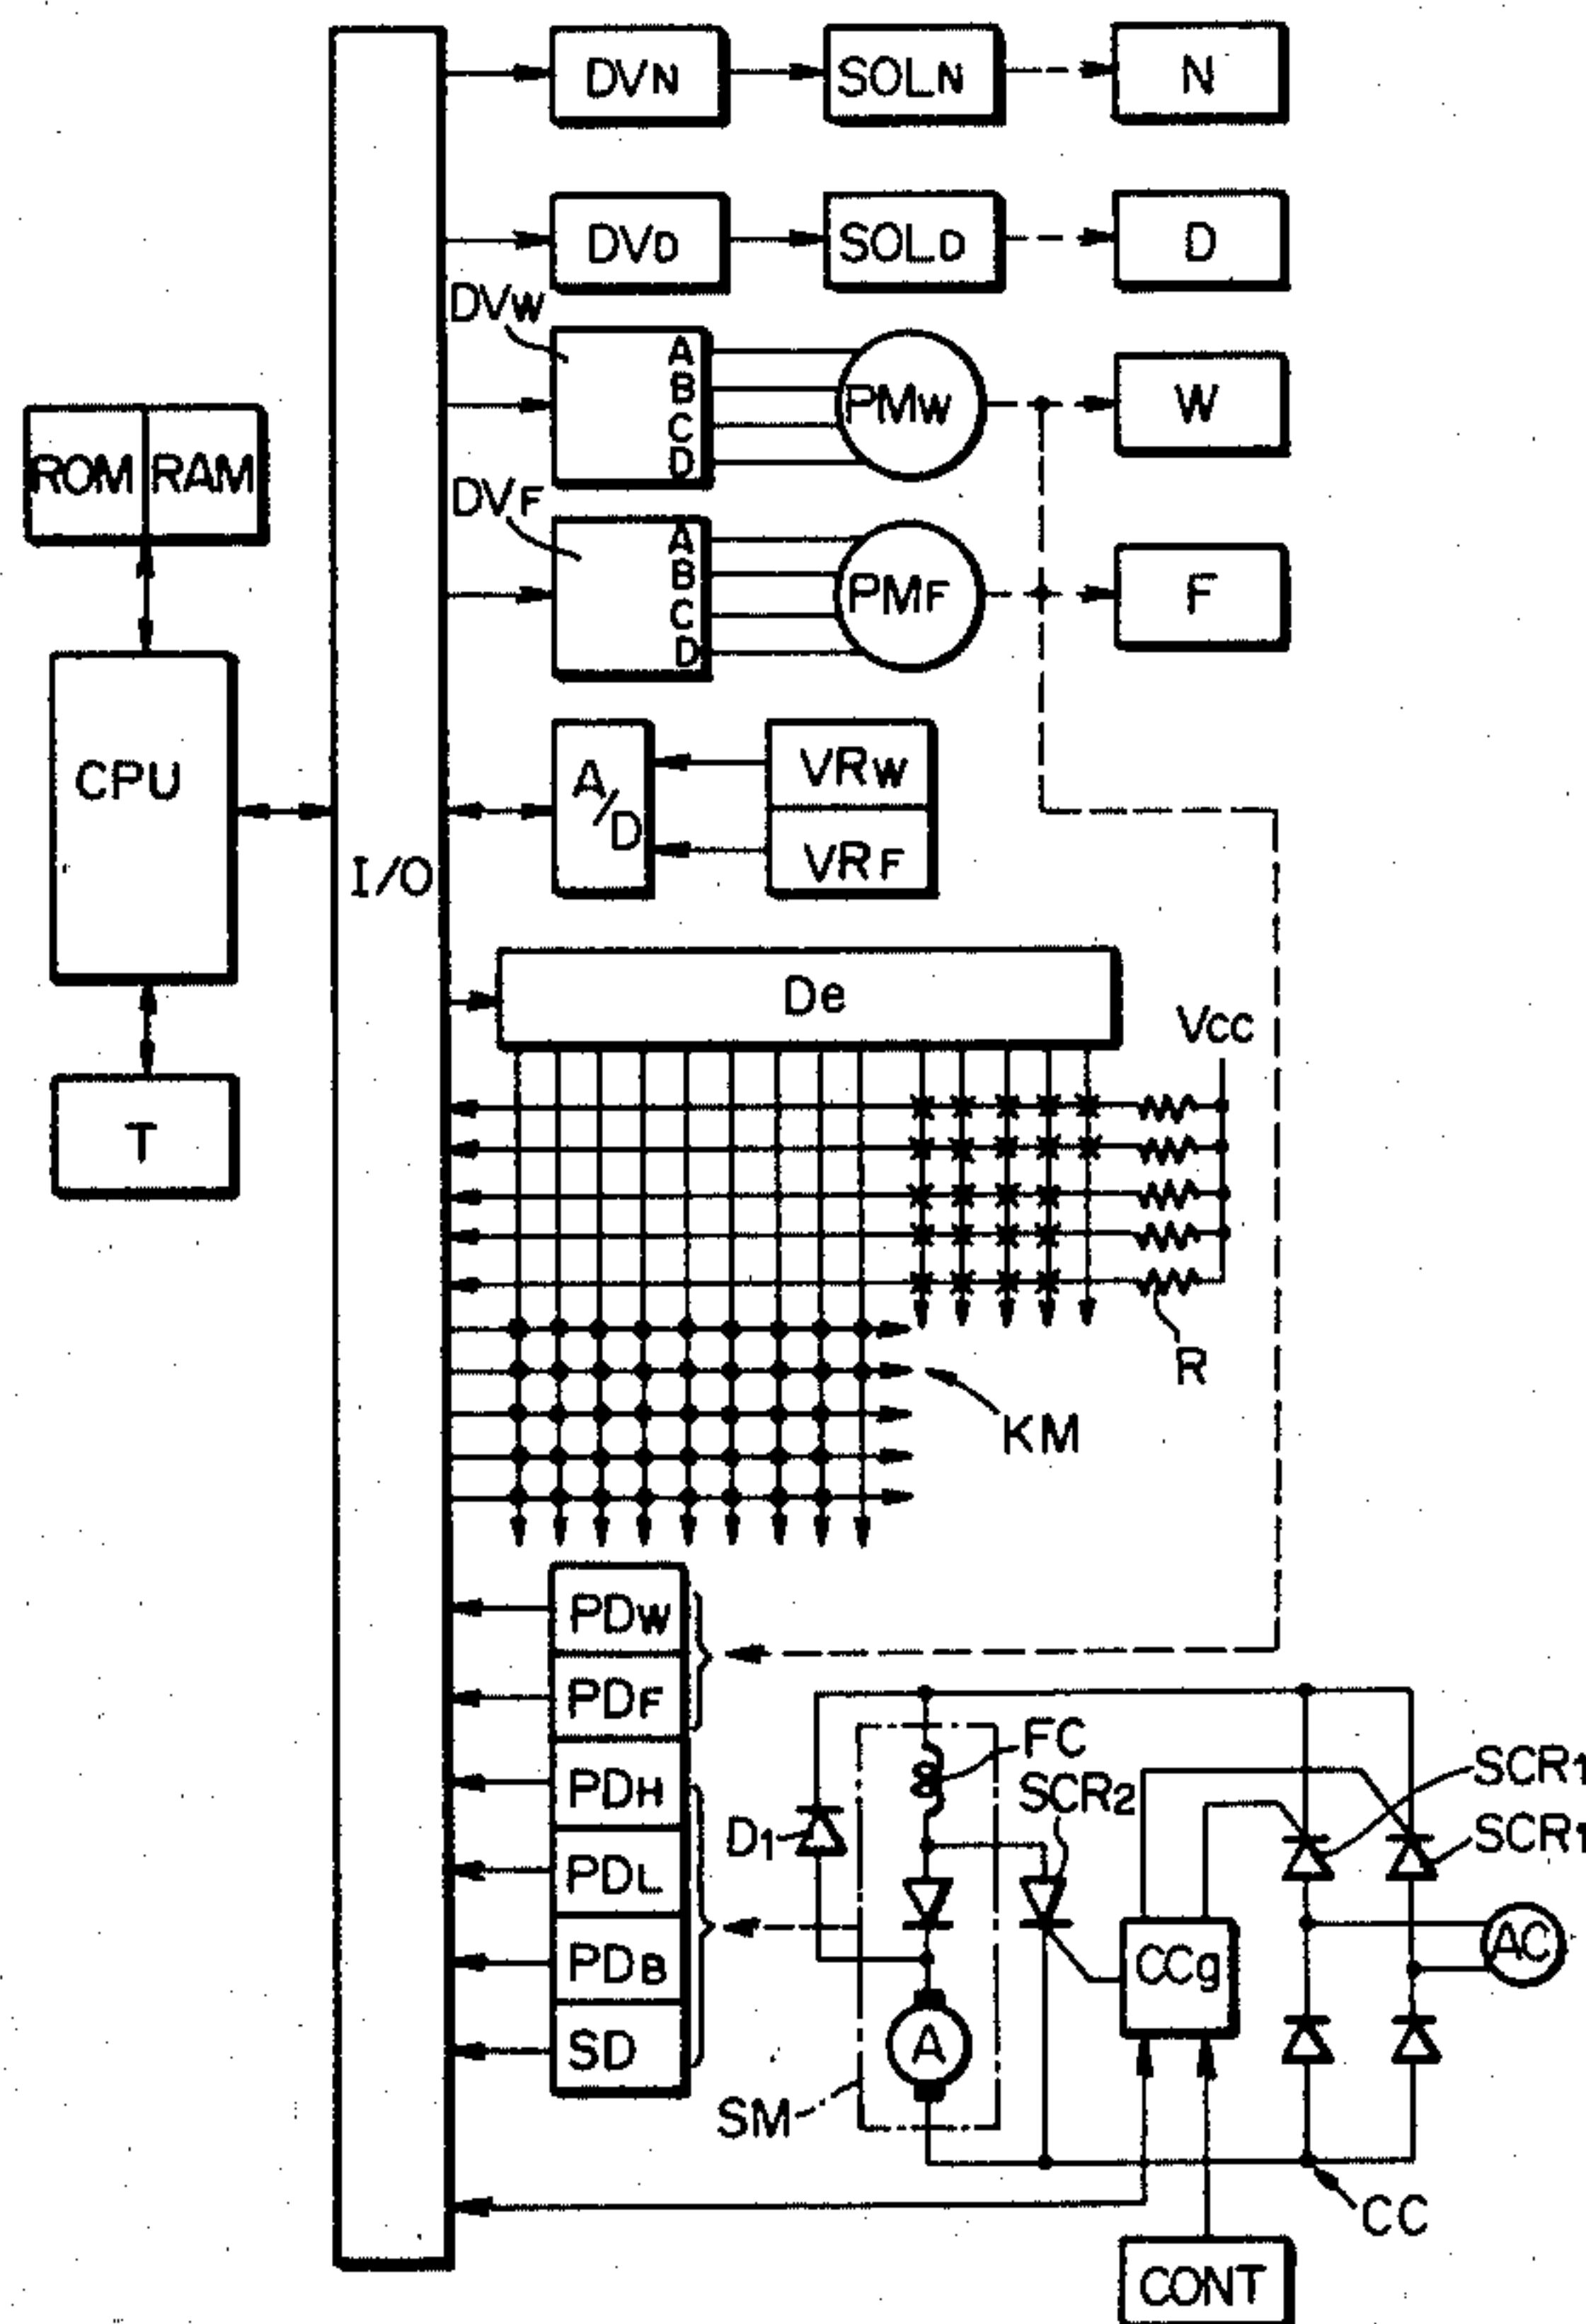 DVN SOLN N
DVD SOLD D
DVW
A
B
C
D
PMW W
ROM RAM
DVF
A
B
C
D
PMF F
CPU
I/O
A/D
VRW
VRF
De
VCC
T
R
KM
PDW
PDF
PDH
PDL
PDB
SD
FC
SCR2
SCR1
SCR1
D1
CCg
AC
A
SM
CC
CONT